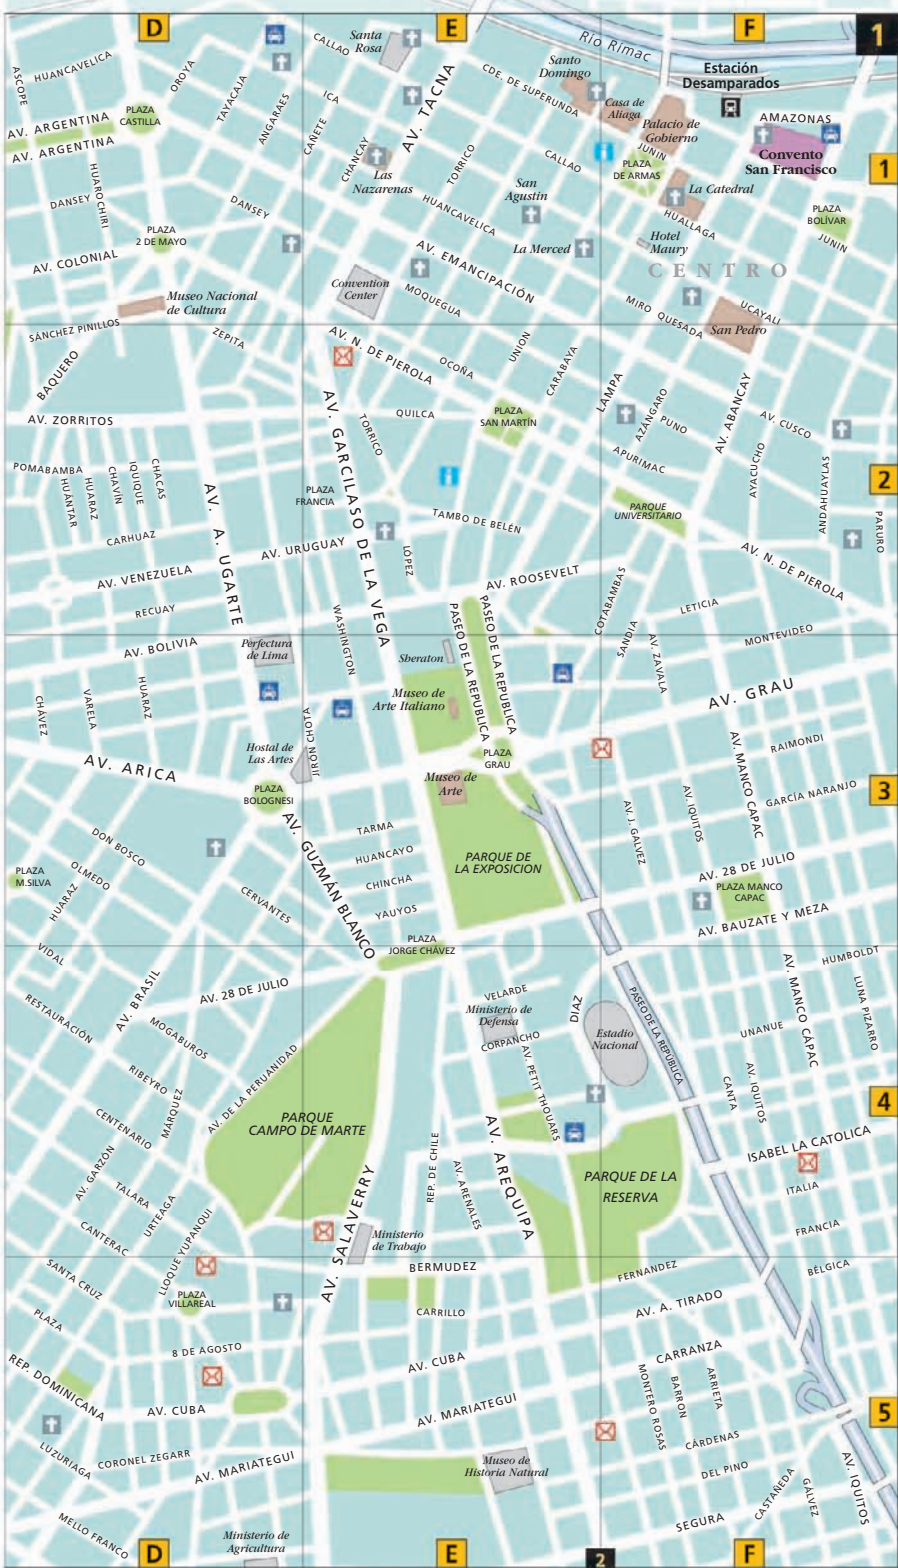 D
E
F
1
Río Rimac
Santa
Rosa
CALLAO
AV. TACNA
CDE. DE SUPERUNDA
Santo
Domingo
Casa de
Aliaga
Palacio de
Gobierno
Estación
Desamparados
AMAZONAS
Convento
San Francisco
1
ASCOPE
HUANCAVELICA
OROYA
TAYACAJA
ANGARAES
ICA
CAÑETE
CHANCAY
AV. ARGENTINA
AV. ARGENTINA
PLAZA
CASTILLA
Las
Nazarenas
TORRICO
CALLAO
JUNIN
PLAZA
DE ARMAS
La Catedral
HUALLAGA
PLAZA
BOLÍVAR
JUNIN
San
Agustín
HUANCAVELICA
HUARO CHIRI
DANSEY
DANSEY
PLAZA
2 DE MAYO
AV. COLONIAL
AV. EMANCIPACIÓN
La Merced
Hotel
Maury
CENTRO
Convention
Center
MOQUEGUA
Museo Nacional
de Cultura
MIRO QUESADA
UCAYALI
San Pedro
SÁNCHEZ PINILLOS
ZEPITA
AV. N. DE PIEROLA
OCOÑA
UNION
CARABAYA
BAQUERO
AV. ZORRITOS
AV. GARCILASO DE LA VEGA
TORRICO
QUILCA
PLAZA
SAN MARTÍN
LAMPA
AZÁNGARO
PUNO
AV. ABANCAY
AV. CUSCO
APURIMAC
AYACUCHO
ANDAHUAYLAS
PARURO
2
POMABAMBA
HUÁNTAR
HUARAZ
CHAVÍN
IQUIQUE
CHACAS
AV. A. UGARTE
PLAZA
FRANCIA
PARQUE
UNIVERSITARIO
TAMBO DE BELÉN
CARHUAZ
AV. URUGUAY
LÓPEZ
AV. N. DE PIEROLA
AV. VENEZUELA
AV. ROOSEVELT
COTABAMBAS
RECUAY
LETICIA
SANDIA
MONTEVIDEO
AV. BOLIVIA
Perfectura
de Lima
WASHINGTON
Sheraton
PASEO DE LA REPUBLICA
PASEO DE LA REPUBLICA
AV. ZAVALA
AV. GRAU
Museo de
Arte Italiano
CHÁVEZ
VARELA
HUARAZ
JIRON CHOTA
Hostal de
Las Artes
AV. ARICA
PLAZA
BOLOGNESI
PLAZA
GRAU
Museo de
Arte
AV. MANCO CAPAC
RAIMONDI
GARCÍA NARANJO
3
AV. J. GALVEZ
AV. IQUITOS
DON BOSCO
OLMEDO
PLAZA
M.SILVA
HUARAZ
CERVANTES
AV. GUZMÁN BLANCO
TARMA
HUANCAYO
CHINCHA
YAUYOS
PARQUE DE
LA EXPOSICION
AV. 28 DE JULIO
PLAZA MANCO
CAPAC
AV. BAUZATE Y MEZA
PLAZA
JORGE CHÁVEZ
HUMBOLDT
VIDAL
AV. BRASIL
AV. 28 DE JULIO
VELARDE
Ministerio de
Defensa
CORPANCHO
DIAZ
Estadio
Nacional
PASEO DE LA REPÚBLICA
AV. MANCO CÁPAC
LUNA PIZARRO
UNANUE
RESTAURACIÓN
MOGABUROS
RIBEYRO
CENTENARIO
MÁRQUEZ
AV. DE LA PERUANIDAD
PARQUE
CAMPO DE MARTE
AV. PETIT THOUARS
CANTA
AV. IQUITOS
4
ISABEL LA CATOLICA
ITALIA
AV. GARZÓN
TALARA
URTEAGA
CANTERAC
LLOQUE YUPANQUI
AV. SALAVERRY
REP. DE CHILE
AV. ARENALES
AV. AREQUIPA
PARQUE DE LA
RESERVA
FRANCIA
Ministerio
de Trabajo
BERMUDEZ
FERNANDEZ
BÉLGICA
SANTA CRUZ
PLAZA
VILLAREAL
CARRILLO
AV. A. TIRADO
PLAZA
8 DE AGOSTO
AV. CUBA
CARRANZA
REP. DOMINICANA
AV. CUBA
AV. MARIATEGUI
MONTERO ROSAS
BARRON
ARRIETA
5
CÁRDENAS
LUZURIAGA
CORONEL ZEGARR
AV. MARIATEGUI
Museo de
Historia Natural
DEL PINO
CASTAÑEDA
GÁLVEZ
AV. IQUITOS
MELLO FRANCO
SEGURA
Ministerio de
Agricultura
D
E
2
F